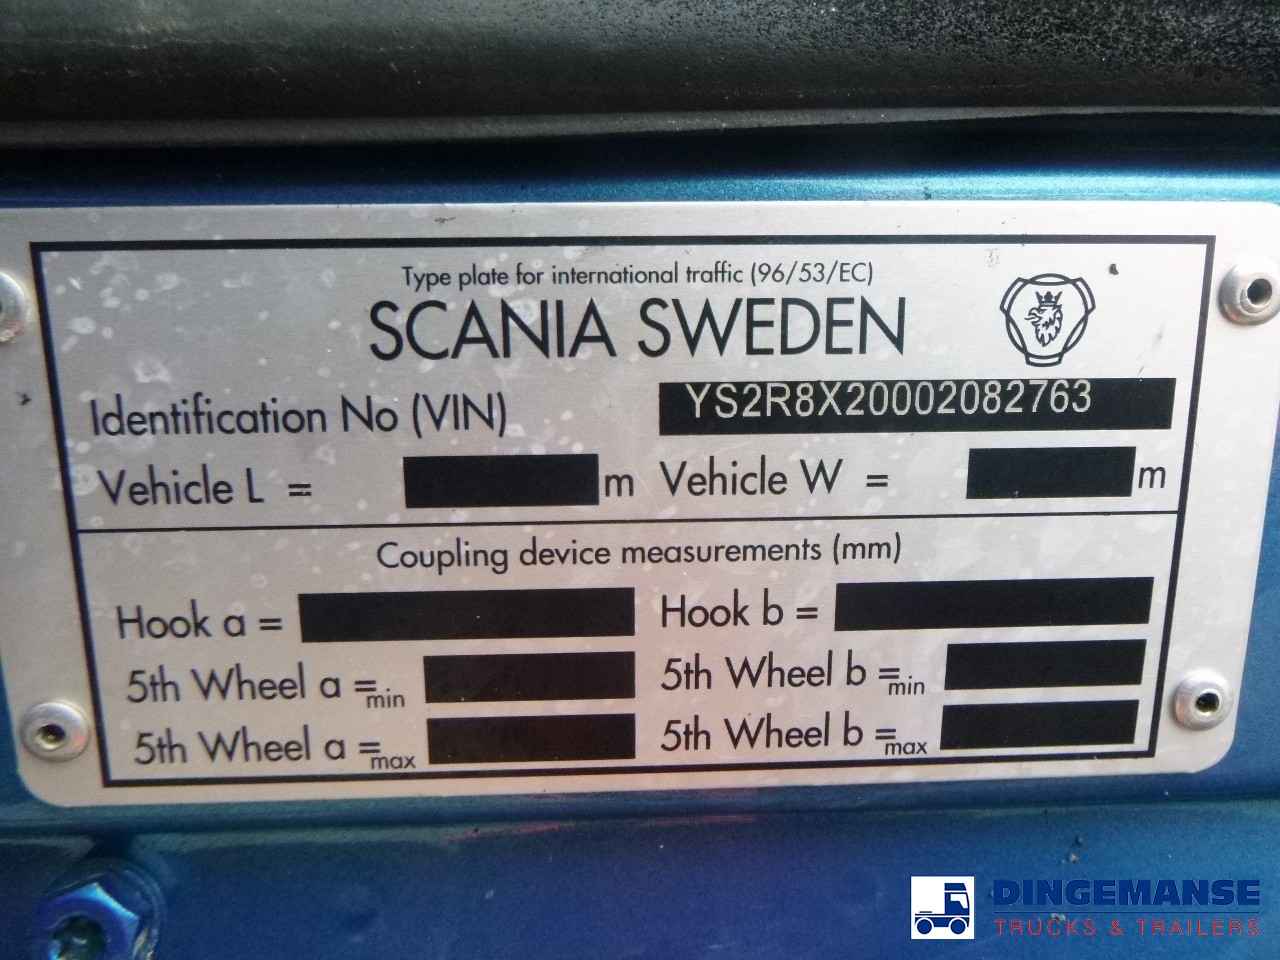 Type plate for international traffic (96/53/EC)
SCANIA SWEDEN
Identification No (VIN) YS2R8X20002082763
Vehicle L = m Vehicle W = m
Coupling device measurements (mm)
Hook a = Hook b =
5th Wheel a =min 5th Wheel b =min
5th Wheel a =max 5th Wheel b =max
DINGEMANSE
TRUCKS & TRAILERS